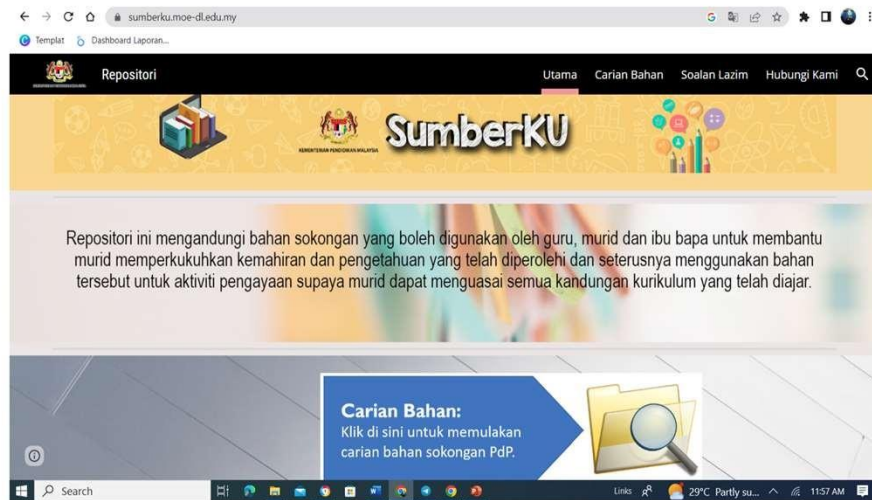 sumberku.moe-dl.edu.my
Templat Dashboard Laporan...
Repositori Utama Carian Bahan Soalan Lazim Hubungi Kami
KEMENTERIAN PENDIDIKAN MALAYSIA
SumberKU
Repositori ini mengandungi bahan sokongan yang boleh digunakan oleh guru, murid dan ibu bapa untuk membantu
murid memperkukuhkan kemahiran dan pengetahuan yang telah diperolehi dan seterusnya menggunakan bahan
tersebut untuk aktiviti pengayaan supaya murid dapat menguasai semua kandungan kurikulum yang telah diajar.
Carian Bahan:
Klik di sini untuk memulakan
carian bahan sokongan PdP.
Search Links 29°C Partly su... 11:57 AM